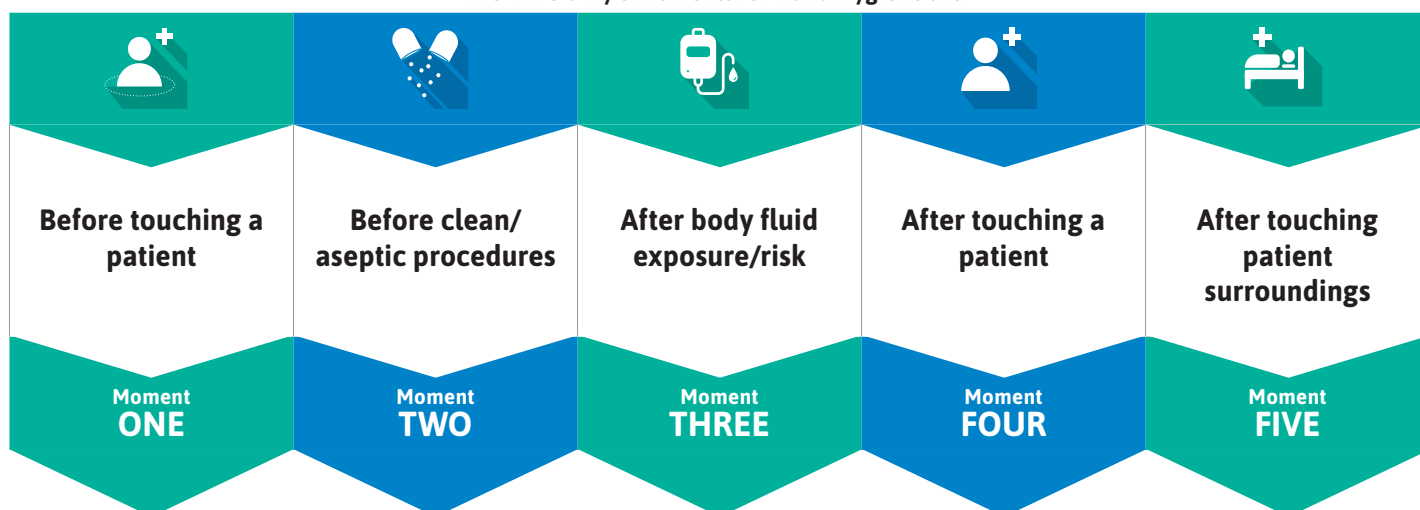 Before touching a
patient
Before clean/
aseptic procedures
After body fluid
exposure/risk
After touching a
patient
After touching
patient
surroundings
Moment
ONE
Moment
TWO
Moment
THREE
Moment
FOUR
Moment
FIVE